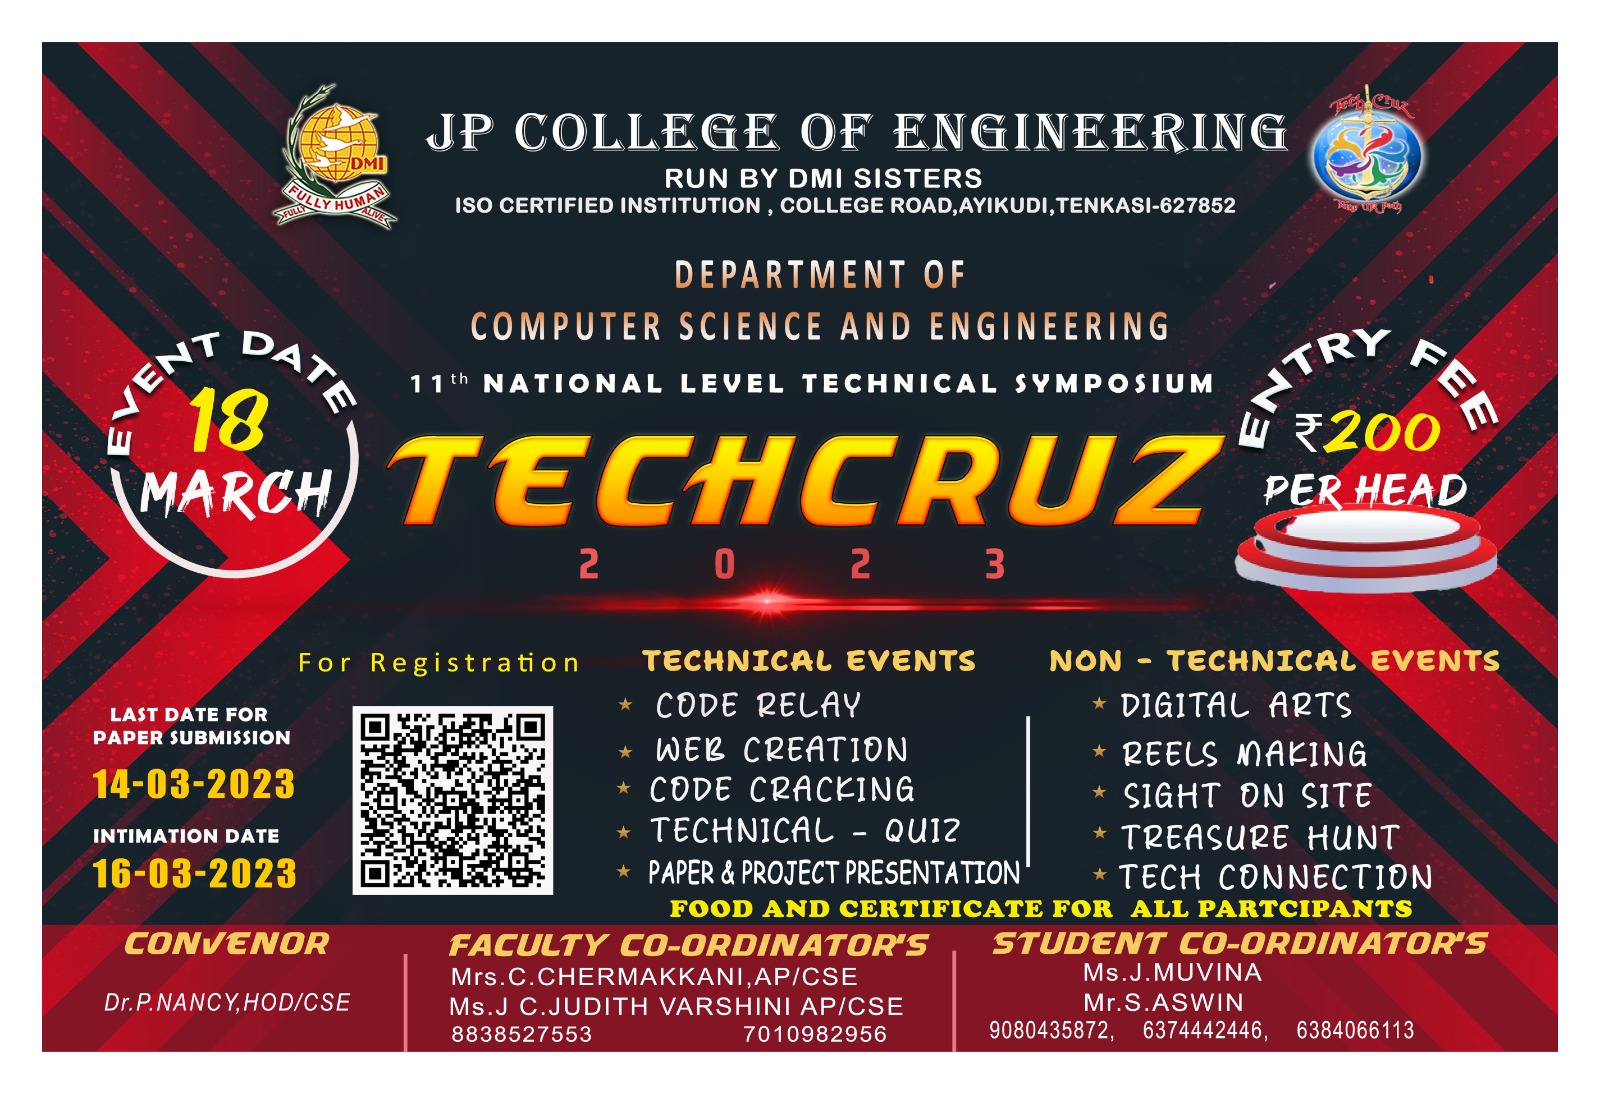 DMI
FULLY HUMAN
FULLY ALIVE
JP COLLEGE OF ENGINEERING
Tech Cruz
RUN BY DMI SISTERS
ISO CERTIFIED INSTITUTION , COLLEGE ROAD,AYIKUDI,TENKASI-627852
DEPARTMENT OF
COMPUTER SCIENCE AND ENGINEERING
11th NATIONAL LEVEL TECHNICAL SYMPOSIUM
EVENT DATE
18
MARCH
TECHCRUZ
2 0 2 3
ENTRY FEE
₹200
PER HEAD
For Registration
LAST DATE FOR
PAPER SUBMISSION
14-03-2023
INTIMATION DATE
16-03-2023
TECHNICAL EVENTS
CODE RELAY
WEB CREATION
CODE CRACKING
TECHNICAL - QUIZ
PAPER & PROJECT PRESENTATION
NON - TECHNICAL EVENTS
DIGITAL ARTS
REELS MAKING
SIGHT ON SITE
TREASURE HUNT
TECH CONNECTION
FOOD AND CERTIFICATE FOR ALL PARTCIPANTS
CONVENOR
Dr.P.NANCY,HOD/CSE
FACULTY CO-ORDINATOR'S
Mrs.C.CHERMAKKANI,AP/CSE
Ms.J C.JUDITH VARSHINI AP/CSE
8838527553 7010982956
STUDENT CO-ORDINATOR'S
Ms.J.MUVINA
Mr.S.ASWIN
9080435872, 6374442446, 6384066113